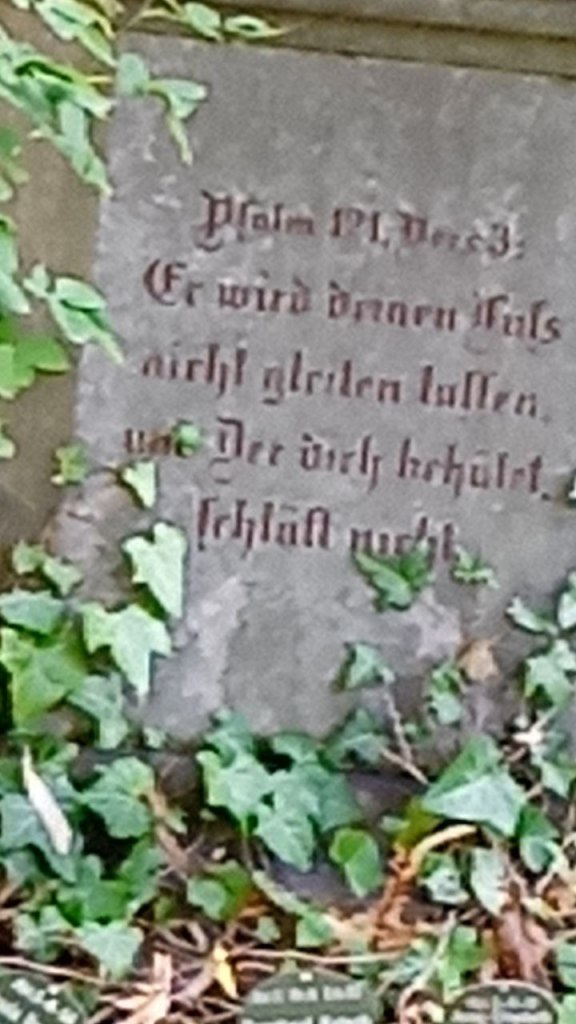 Psalm 121, Vers 3:
Er wird deinen Fuss
nicht gleiten lassen,
und Der dich behütet,
schläft nicht.